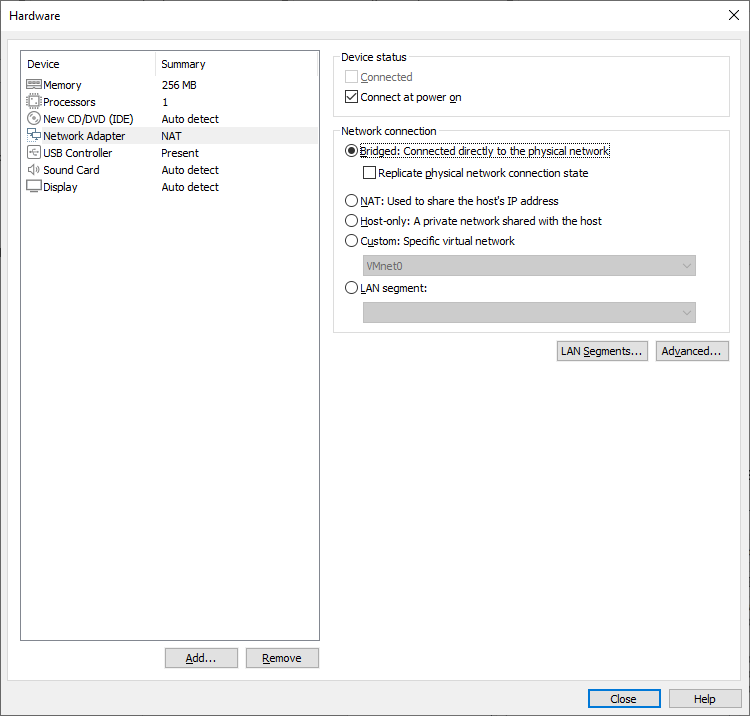 Hardware
Device Summary
Memory 256 MB
Processors 1
New CD/DVD (IDE) Auto detect
Network Adapter NAT
USB Controller Present
Sound Card Auto detect
Display Auto detect
Add...
Remove
Device status
Connected
Connect at power on
Network connection
Bridged: Connected directly to the physical network
Replicate physical network connection state
NAT: Used to share the host's IP address
Host-only: A private network shared with the host
Custom: Specific virtual network
VMnet0
LAN segment:
LAN Segments...
Advanced...
Close
Help